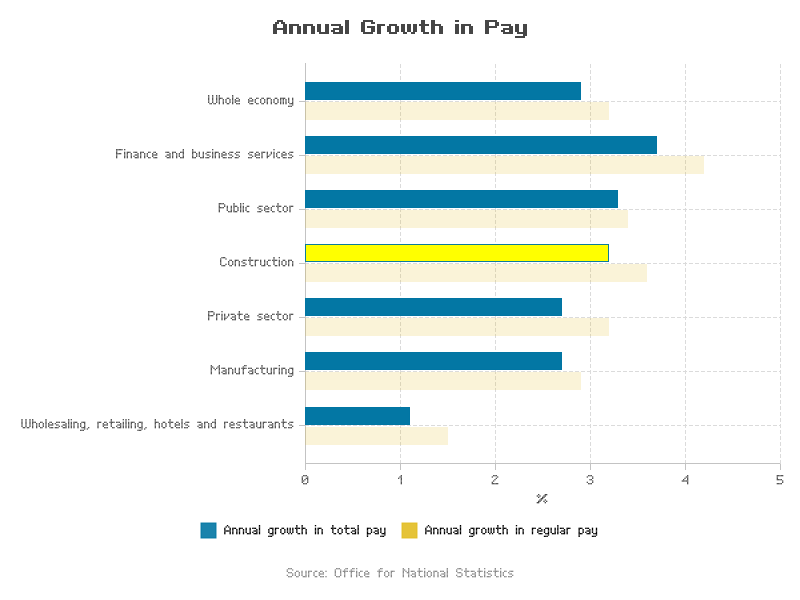 Annual Growth in Pay
Whole economy
Finance and business services
Public sector
Construction
Private sector
Manufacturing
Wholesaling, retailing, hotels and restaurants
0 1 2 3 4 5
%
Annual growth in total pay Annual growth in regular pay
Source: Office for National Statistics